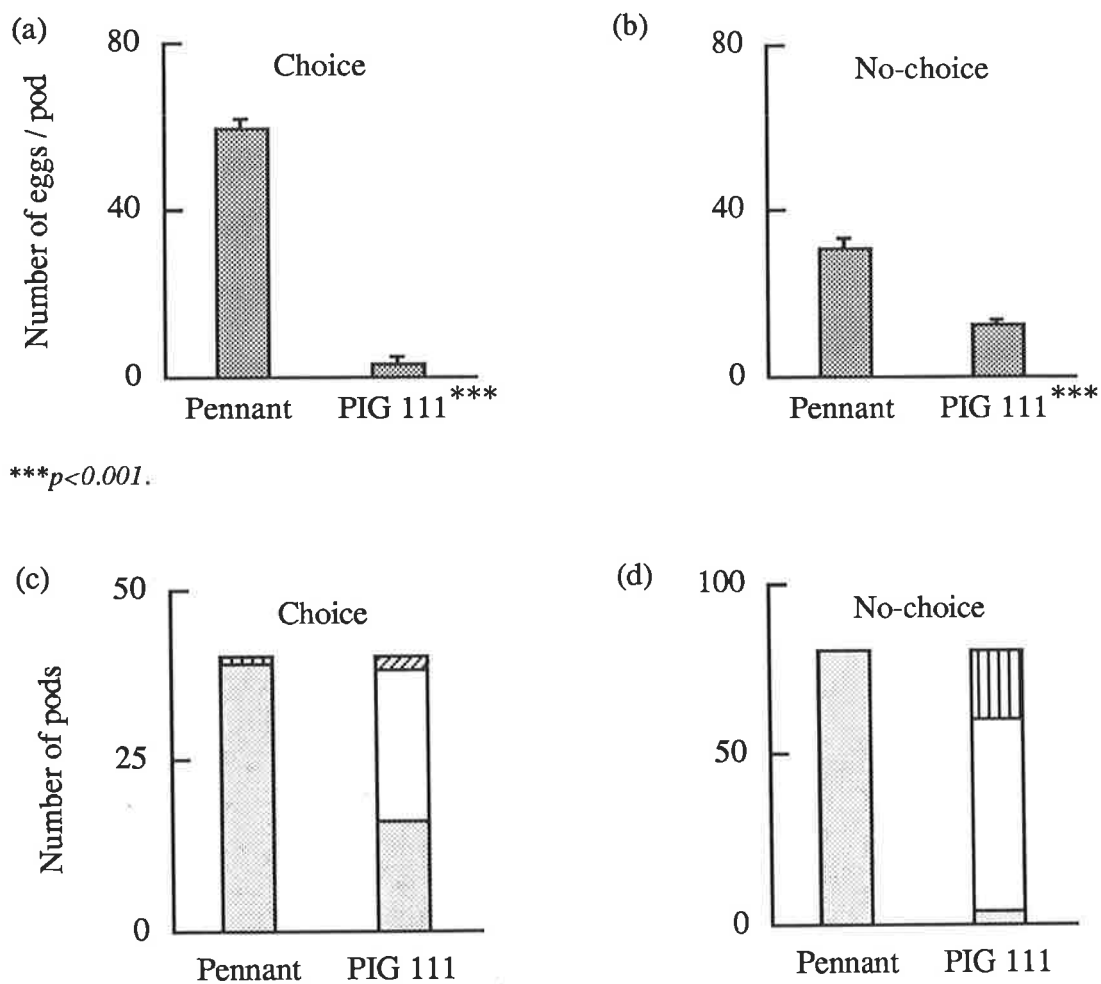 (a)
80
Choice
40
0
Number of eggs / pod
Pennant
PIG 111***
(b)
80
No-choice
40
0
Pennant
PIG 111***
***p<0.001.
(c)
50
Choice
25
0
Number of pods
Pennant
PIG 111
(d)
100
No-choice
50
0
Pennant
PIG 111